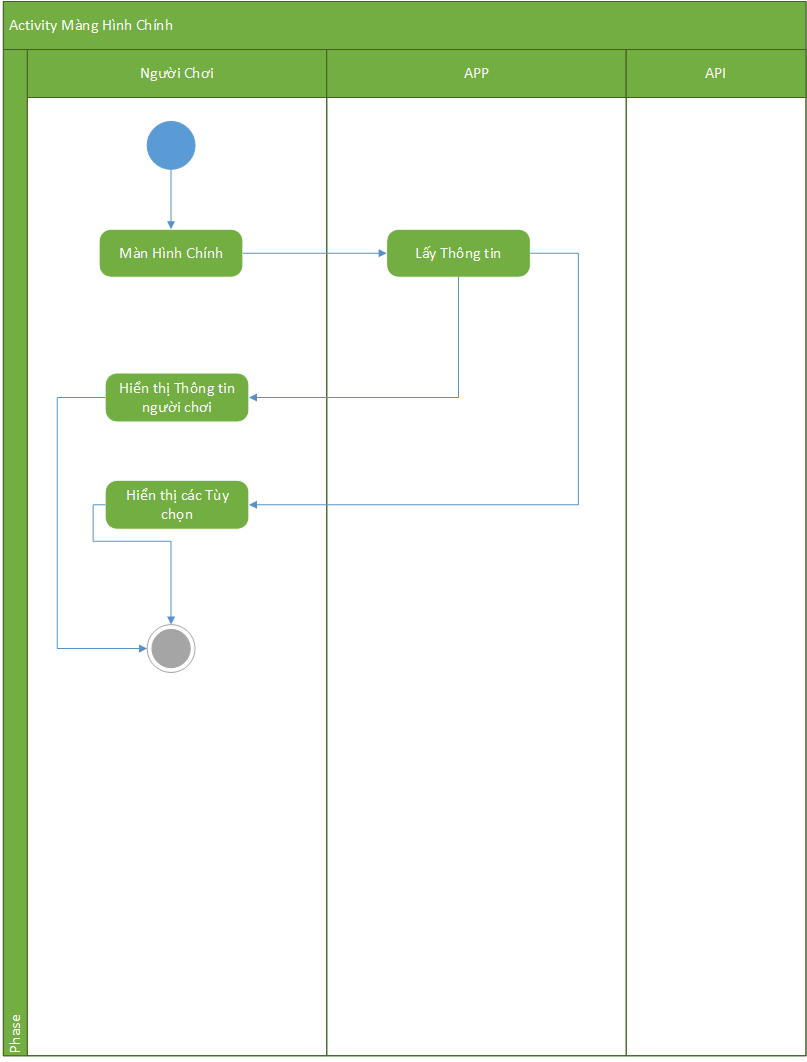 Activity Màng Hình Chính
Người Chơi
APP
API
Màn Hình Chính
Lấy Thông tin
Hiển thị Thông tin
người chơi
Hiển thị các Tùy
chọn
Phase